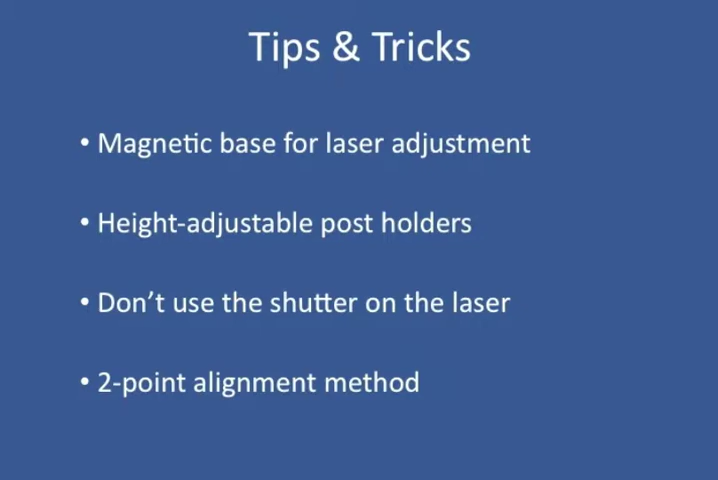 Tips & Tricks
• Magnetic base for laser adjustment
• Height-adjustable post holders
• Don’t use the shutter on the laser
• 2-point alignment method